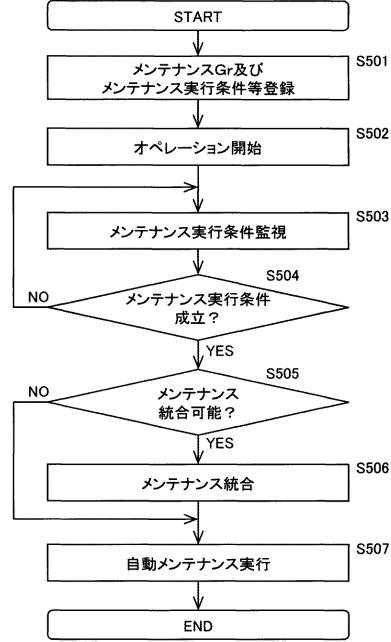 START
S501
メンテナンスGr及び
メンテナンス実行条件等登録
S502
オペレーション開始
S503
メンテナンス実行条件監視
S504
NO
メンテナンス実行条件
成立？
YES
S505
NO
メンテナンス
統合可能？
YES
S506
メンテナンス統合
S507
自動メンテナンス実行
END